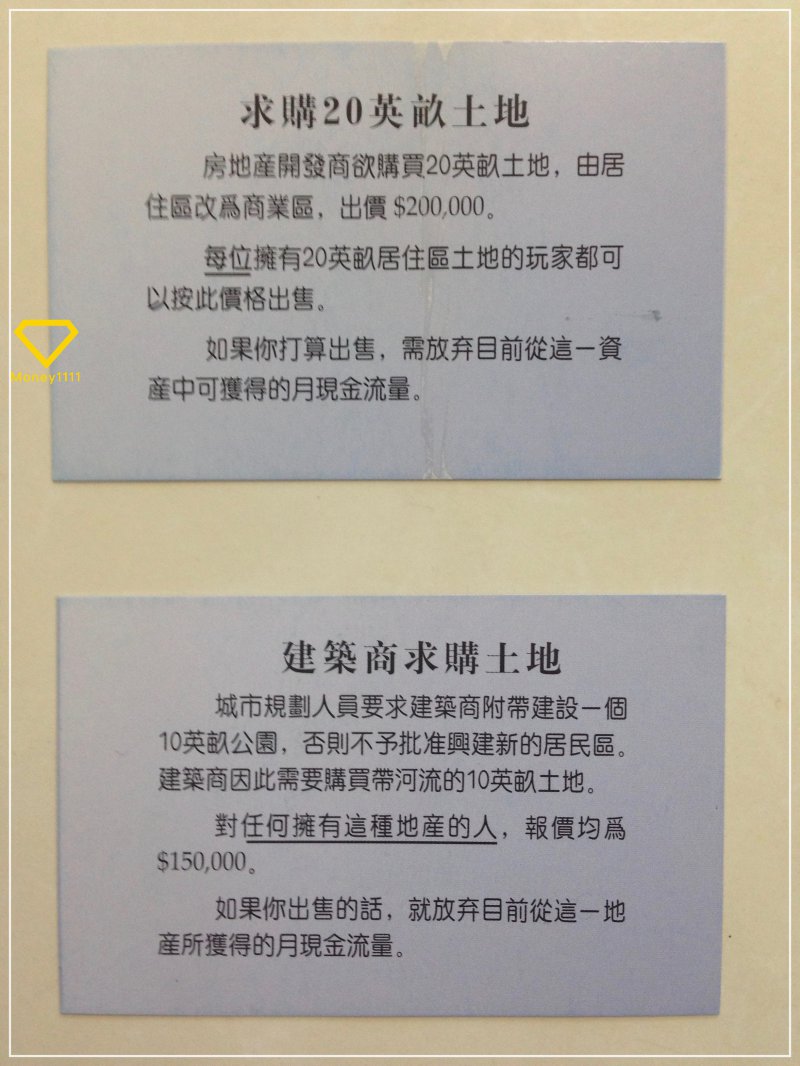 求購20英畝土地
房地産開發商欲購買20英畝土地，由居
住區改爲商業區，出價 $200,000。
每位擁有20英畝居住區土地的玩家都可
以按此價格出售。
如果你打算出售，需放弃目前從這一資
産中可獲得的月現金流量。
Money1111
建築商求購土地
城市規劃人員要求建築商附帶建設一個
10英畝公園，否則不予批准興建新的居民區。
建築商因此需要購買帶河流的10英畝土地。
對任何擁有這種地産的人，報價均爲
$150,000。
如果你出售的話，就放弃目前從這一地
産所獲得的月現金流量。